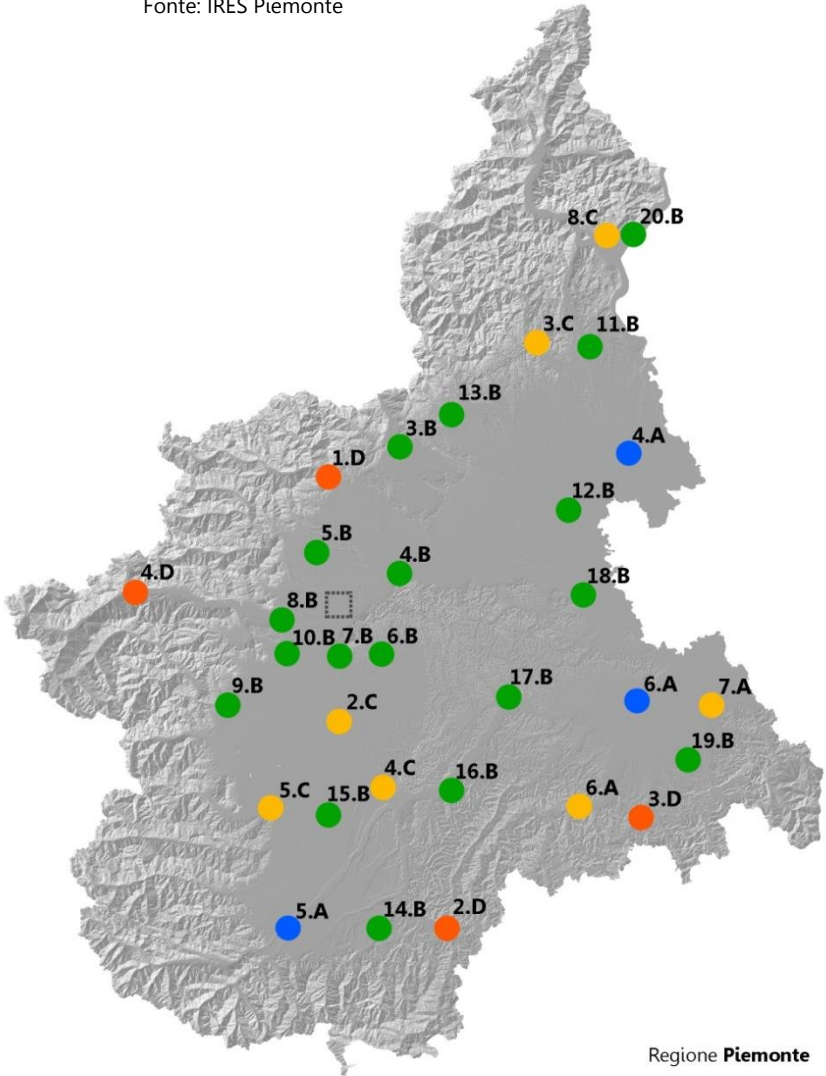 Fonte: IRES Piemonte
8.C
20.B
3.C
11.B
13.B
3.B
4.A
1.D
12.B
5.B
4.B
4.D
18.B
8.B
10.B
7.B
6.B
9.B
2.C
17.B
6.A
7.A
19.B
5.C
15.B
4.C
16.B
6.A
3.D
5.A
14.B
2.D
Regione Piemonte